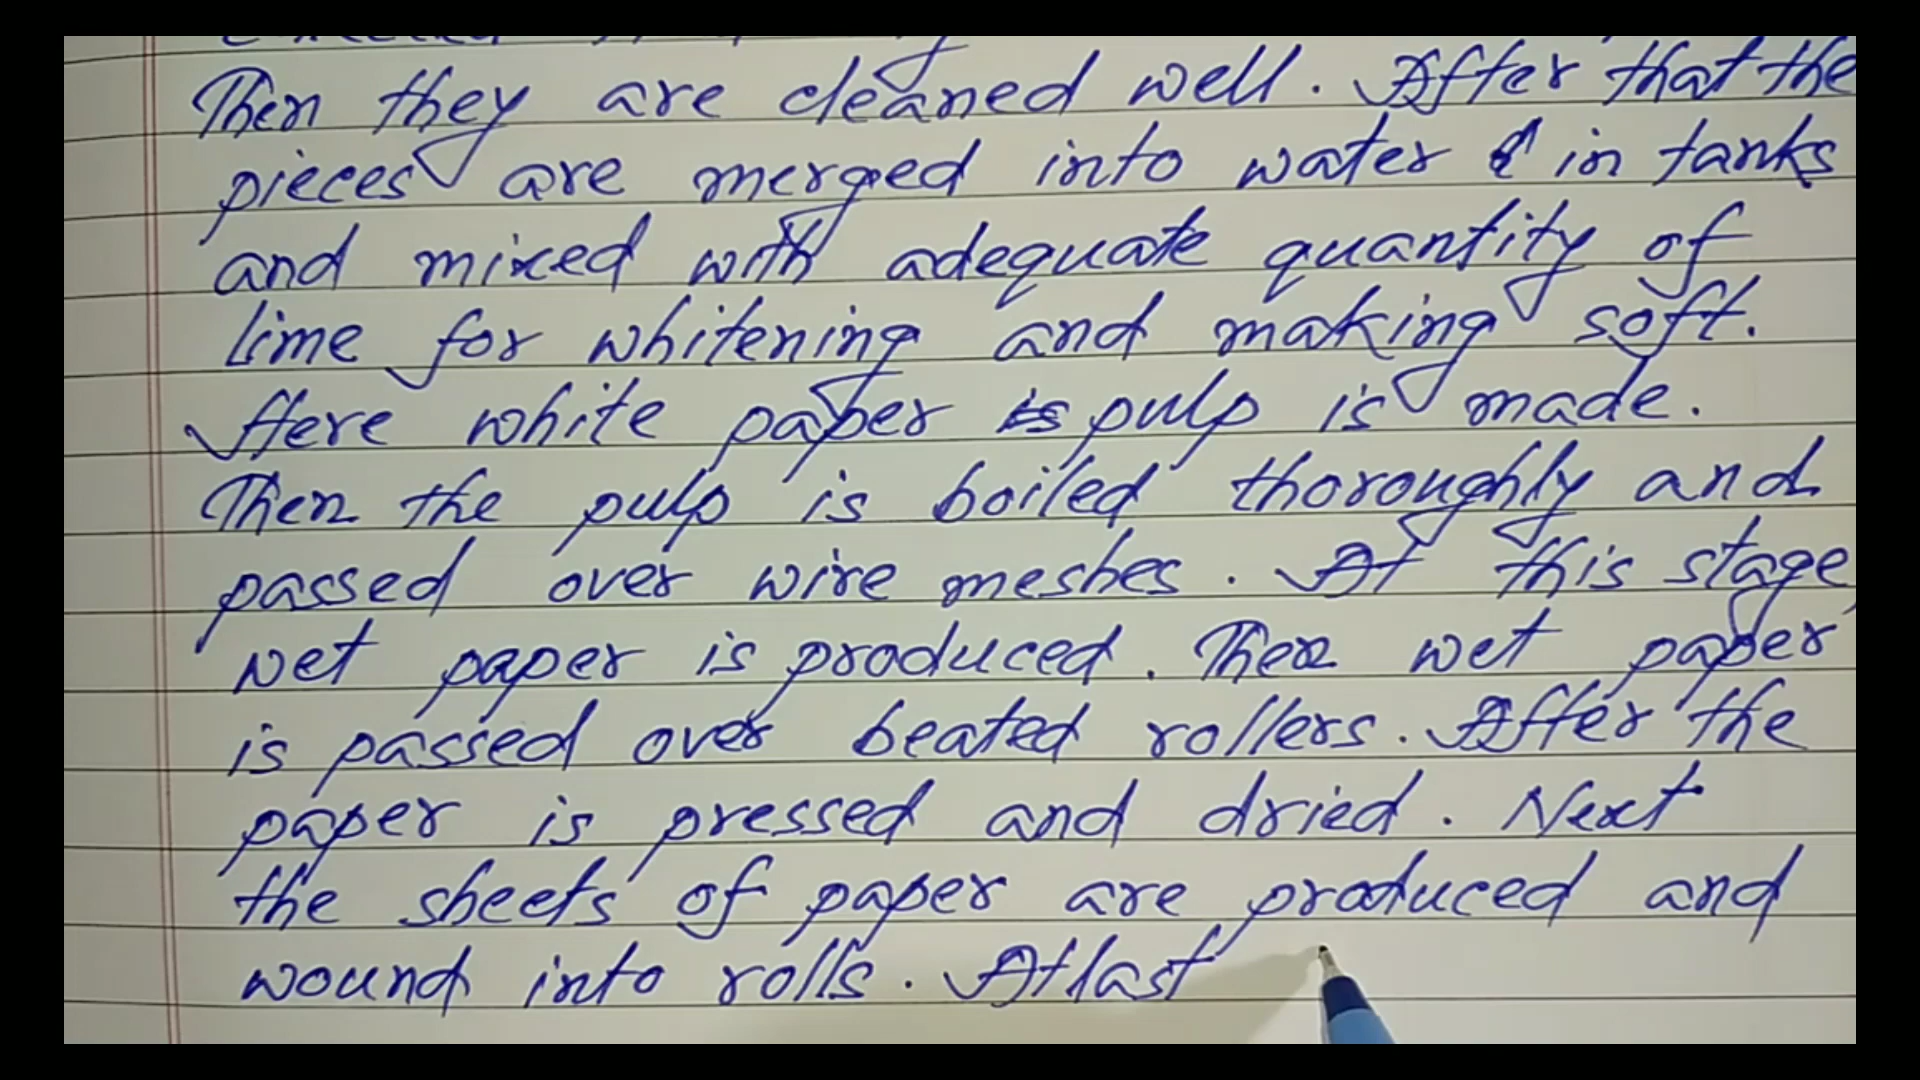 Then they are cleaned well. After that the
pieces are merged into water in tanks
and mixed with adequate quantity of
lime for whitening and making soft.
Here white paper is pulp is made.
Then the pulp is boiled thoroughly and
passed over wire meshes. At this stage,
wet paper is produced. Then wet paper
is passed over beated rollers. After the
paper is pressed and dried. Next
the sheets of paper are produced and
wound into rolls. Atlast